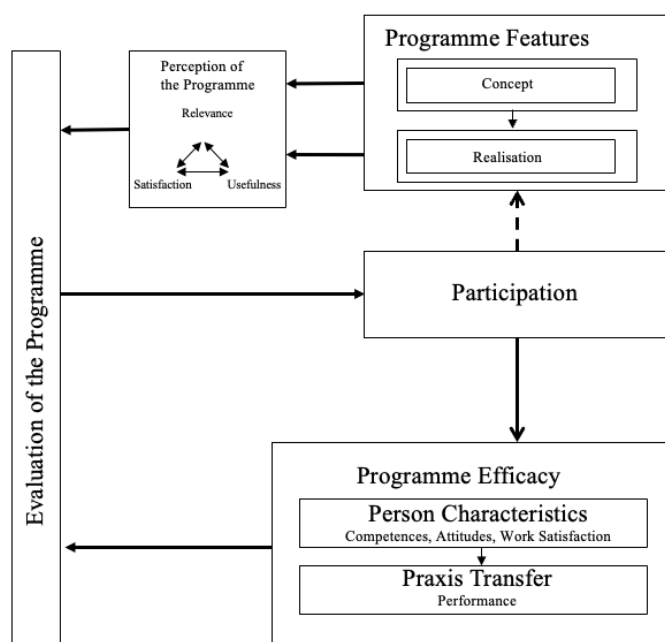 Evaluation of the Programme
Perception of
the Programme
Relevance
Satisfaction
Usefulness
Programme Features
Concept
Realisation
Participation
Programme Efficacy
Person Characteristics
Competences, Attitudes, Work Satisfaction
Praxis Transfer
Performance